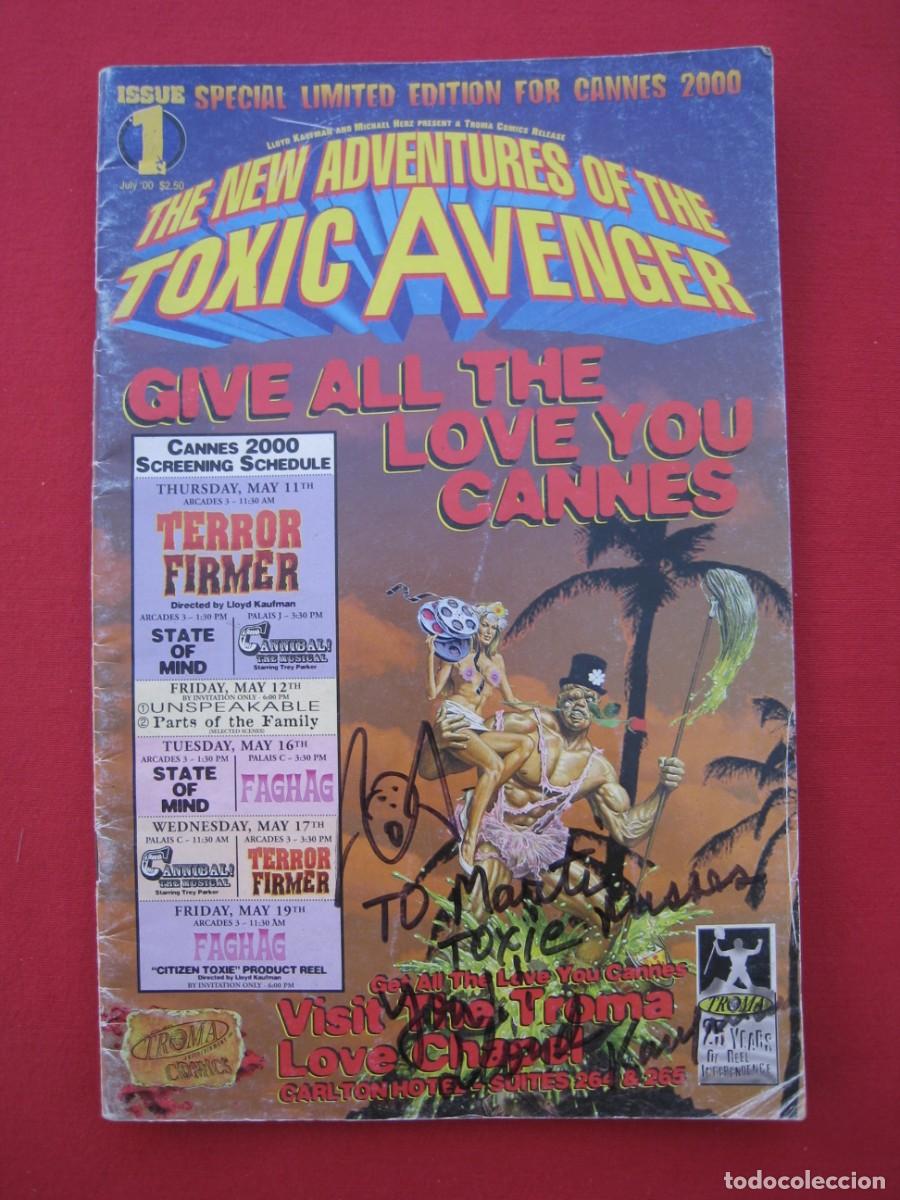 ISSUE SPECIAL LIMITED EDITION FOR CANNES 2000
1
July '00 $2.50
LLOYD KAUFMAN AND MICHAEL HERZ PRESENT A TROMA COMICS RELEASE
THE NEW ADVENTURES OF THE
TOXIC AVENGER
GIVE ALL THE
LOVE YOU
CANNES
CANNES 2000
SCREENING SCHEDULE
THURSDAY, MAY 11TH
ARCADES 3 - 11:30 AM
TERROR
FIRMER
Directed by Lloyd Kaufman
ARCADES 3 - 1:30 PM
STATE
OF
MIND
PALAIS J - 3:30 PM
CANNIBAL!
THE MUSICAL
Starring Trey Parker
FRIDAY, MAY 12TH
BY INVITATION ONLY - 6:00 PM
① UNSPEAKABLE
② Parts of the Family
(SELECTED SCENES)
TUESDAY, MAY 16TH
ARCADES 3 - 1:30 PM
STATE
OF
MIND
PALAIS C - 3:30 PM
FAGHAG
WEDNESDAY, MAY 17TH
PALAIS C - 11:30 AM
CANNIBAL!
THE MUSICAL
Starring Trey Parker
ARCADES 3 - 3:30 PM
TERROR
FIRMER
FRIDAY, MAY 19TH
ARCADES 3 - 11:30 AM
FAGHAG
"CITIZEN TOXIE" PRODUCT REEL
Directed by Lloyd Kaufman
BY INVITATION ONLY - 6:00 PM
TO
Toxie Kisses
Get All The Love You Cannes
Visit The Troma
Love Chapel
CARLTON HOTEL - SUITES 264 & 265
TROMA
ENTERTAINMENT
COMICS
TROMA
YEARS
OF REEL
INDEPENDENCE
todocoleccion